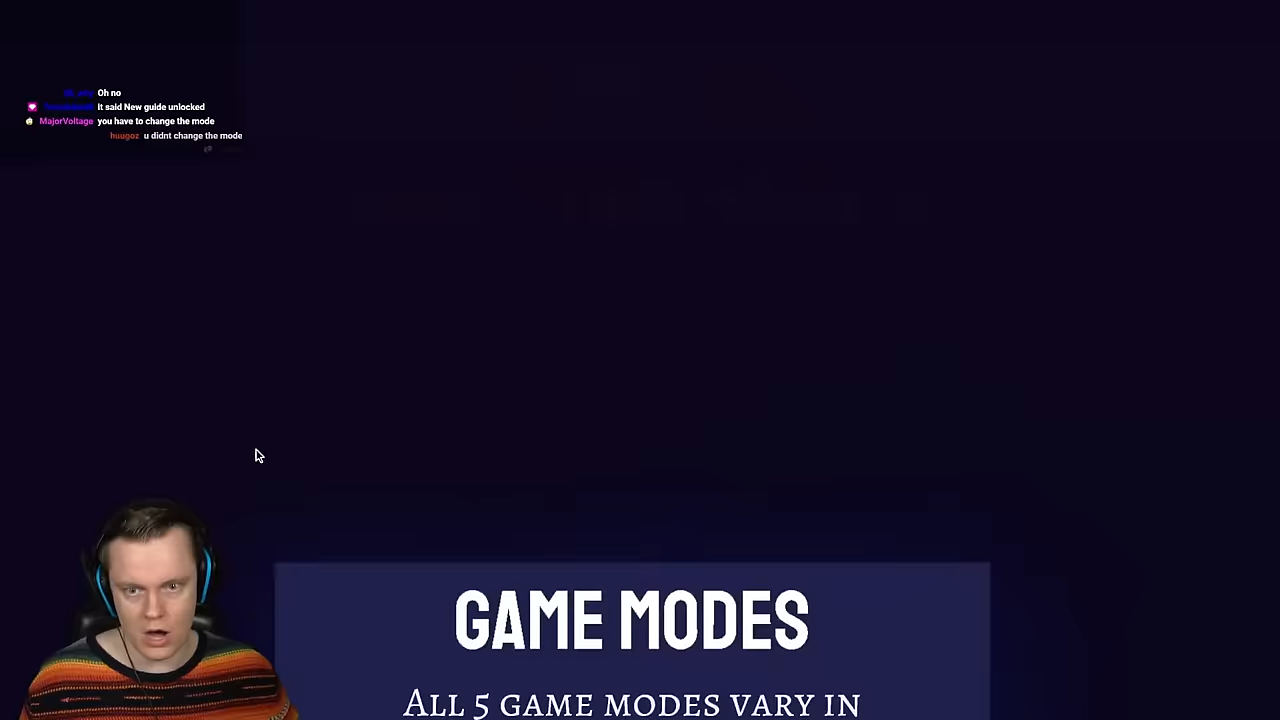 Oh no
It said New guide unlocked
MajorVoltage you have to change the mode
huugoz u didnt change the mode
GAME MODES
ALL 5 GAME MODES VARY IN